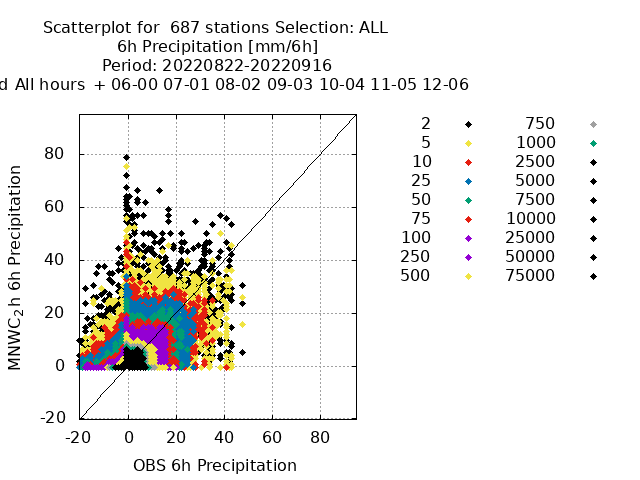 Scatterplot for  687 stations Selection: ALL
6h Precipitation [mm/6h]
Period: 20220822-20220916
d All hours  + 06-00 07-01 08-02 09-03 10-04 11-05 12-06
MNWC2h 6h Precipitation
80
60
40
20
0
-20
-20 0 20 40 60 80
OBS 6h Precipitation
2 750
5 1000
10 2500
25 5000
50 7500
75 10000
100 25000
250 50000
500 75000